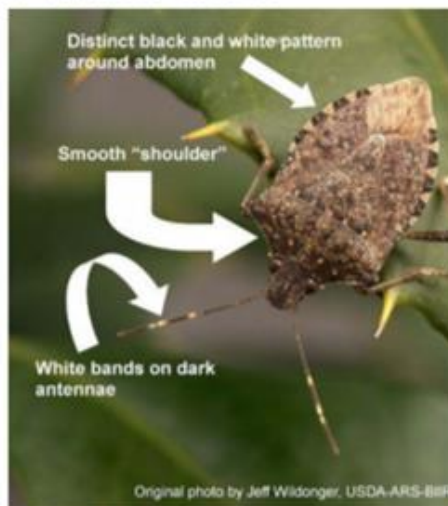 Distinct black and white pattern
around abdomen
Smooth “shoulder”
White bands on dark
antennae
Original photo by Jeff Wildonger, USDA-ARS-BIIR